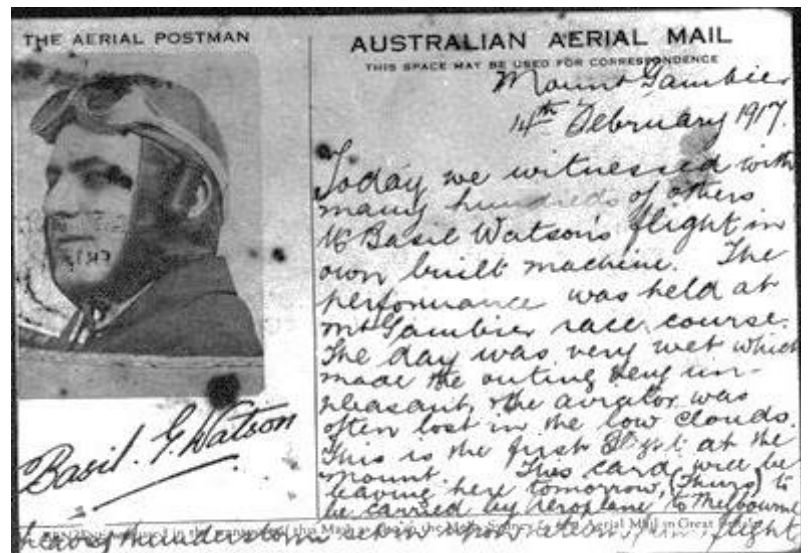 THE AERIAL POSTMAN
Basil. G. Watson
AUSTRALIAN AERIAL MAIL
THIS SPACE MAY BE USED FOR CORRESPONDENCE
Mount Gambier
14th February 1917.
Today we witnessed with
many hundreds of others
Mr Basil Watson's flight in
own built machine. The
performance was held at
Mt Gambier race course.
The day was very wet which
made the outing very un-
pleasant, & the aviator was
often lost in the low clouds.
This is the first flight at the
mount. This card will be
leaving here tomorrow, (Thurs) to
be carried by Aeroplane to Melbourne
heavy thunderstorm flight